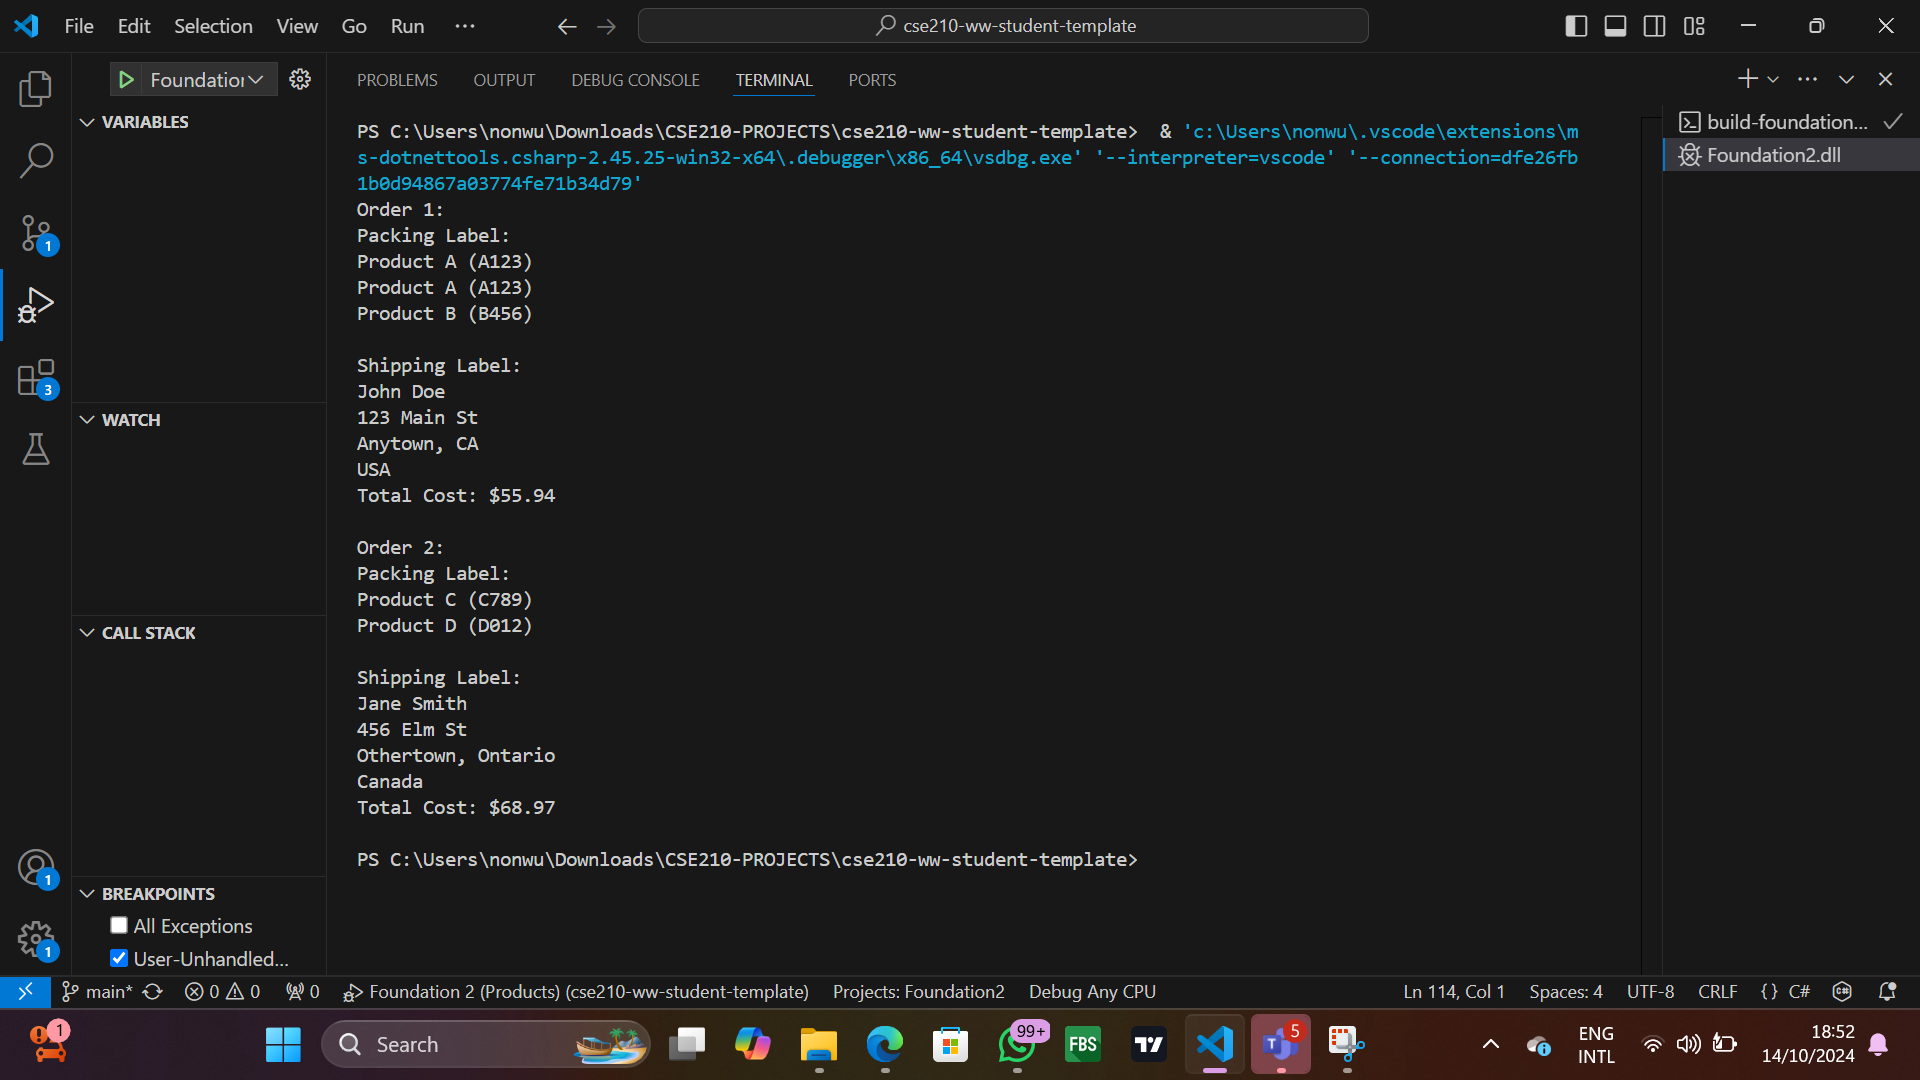 File Edit Selection View Go Run ··· cse210-ww-student-template
Foundation
PROBLEMS OUTPUT DEBUG CONSOLE TERMINAL PORTS
VARIABLES
PS C:\Users\nonwu\Downloads\CSE210-PROJECTS\cse210-ww-student-template>  & 'c:\Users\nonwu\.vscode\extensions\m
s-dotnettools.csharp-2.45.25-win32-x64\.debugger\x86_64\vsdbg.exe' '--interpreter=vscode' '--connection=dfe26fb
1b0d94867a03774fe71b34d79'
build-foundation...
Foundation2.dll
Order 1:
Packing Label:
Product A (A123)
Product A (A123)
Product B (B456)
Shipping Label:
John Doe
123 Main St
Anytown, CA
USA
Total Cost: $55.94
Order 2:
Packing Label:
Product C (C789)
Product D (D012)
Shipping Label:
Jane Smith
456 Elm St
Othertown, Ontario
Canada
Total Cost: $68.97
PS C:\Users\nonwu\Downloads\CSE210-PROJECTS\cse210-ww-student-template>
1
3
1
1
WATCH
CALL STACK
BREAKPOINTS
All Exceptions
User-Unhandled...
main* 0 0 0 Foundation 2 (Products) (cse210-ww-student-template) Projects: Foundation2 Debug Any CPU Ln 114, Col 1 Spaces: 4 UTF-8 CRLF {} C#
1 Search 99+ FBS 5 ENG 18:52
INTL 14/10/2024